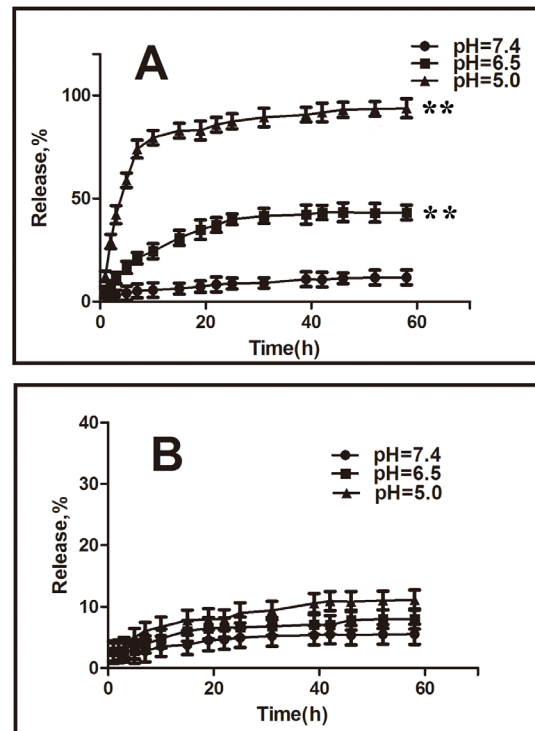 A
pH=7.4
pH=6.5
pH=5.0
100
50
0
Release,%
**
**
0 20 40 60
Time(h)
B
pH=7.4
pH=6.5
pH=5.0
40
30
20
10
0
Release,%
0 20 40 60
Time(h)